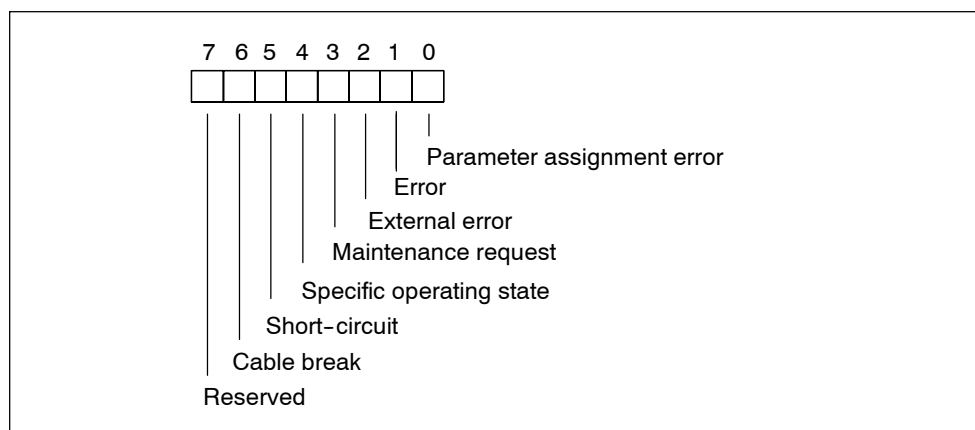 7 6 5 4 3 2 1 0
Parameter assignment error
Error
External error
Maintenance request
Specific operating state
Short-circuit
Cable break
Reserved